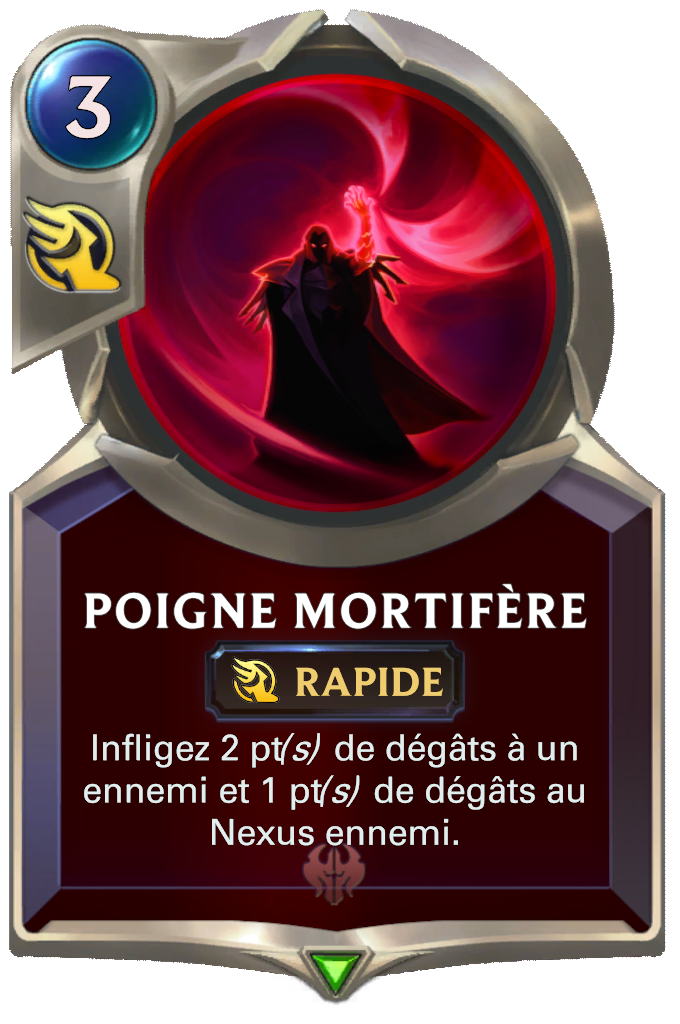 3
POIGNE MORTIFÈRE
RAPIDE
Infligez 2 pt(s) de dégâts à un
ennemi et 1 pt(s) de dégâts au
Nexus ennemi.